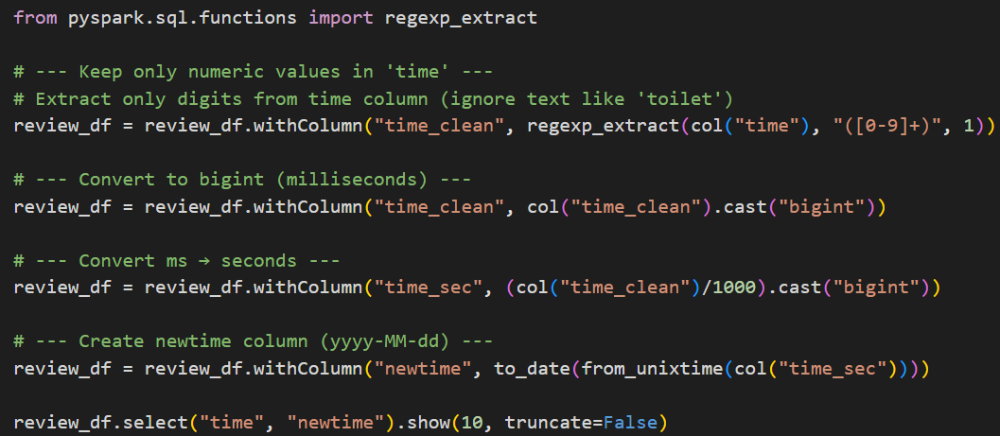 from pyspark.sql.functions import regexp_extract
# --- Keep only numeric values in 'time' ---
# Extract only digits from time column (ignore text like 'toilet')
review_df = review_df.withColumn("time_clean", regexp_extract(col("time"), "([0-9]+)", 1))
# --- Convert to bigint (milliseconds) ---
review_df = review_df.withColumn("time_clean", col("time_clean").cast("bigint"))
# --- Convert ms → seconds ---
review_df = review_df.withColumn("time_sec", (col("time_clean")/1000).cast("bigint"))
# --- Create newtime column (yyyy-MM-dd) ---
review_df = review_df.withColumn("newtime", to_date(from_unixtime(col("time_sec"))))
review_df.select("time", "newtime").show(10, truncate=False)